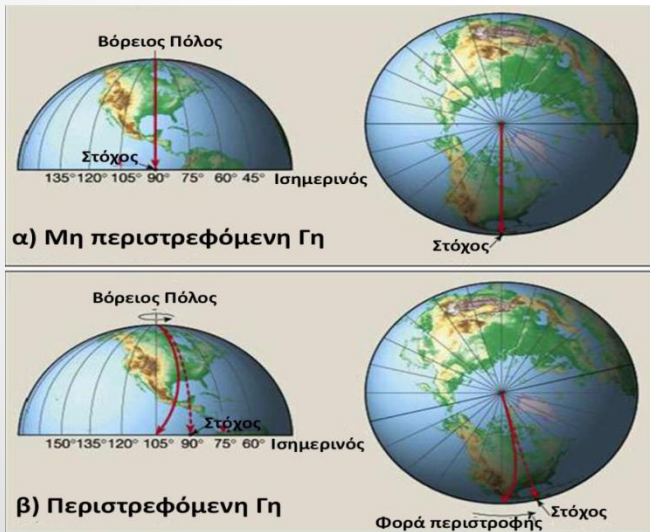 Βόρειος Πόλος
Στόχος
135° 120° 105° 90° 75° 60° 45° Ισημερινός
Στόχος
α) Μη περιστρεφόμενη Γη
Βόρειος Πόλος
Στόχος
150° 135° 120° 105° 90° 75° 60° Ισημερινός
Στόχος
β) Περιστρεφόμενη Γη
Φορά περιστροφής